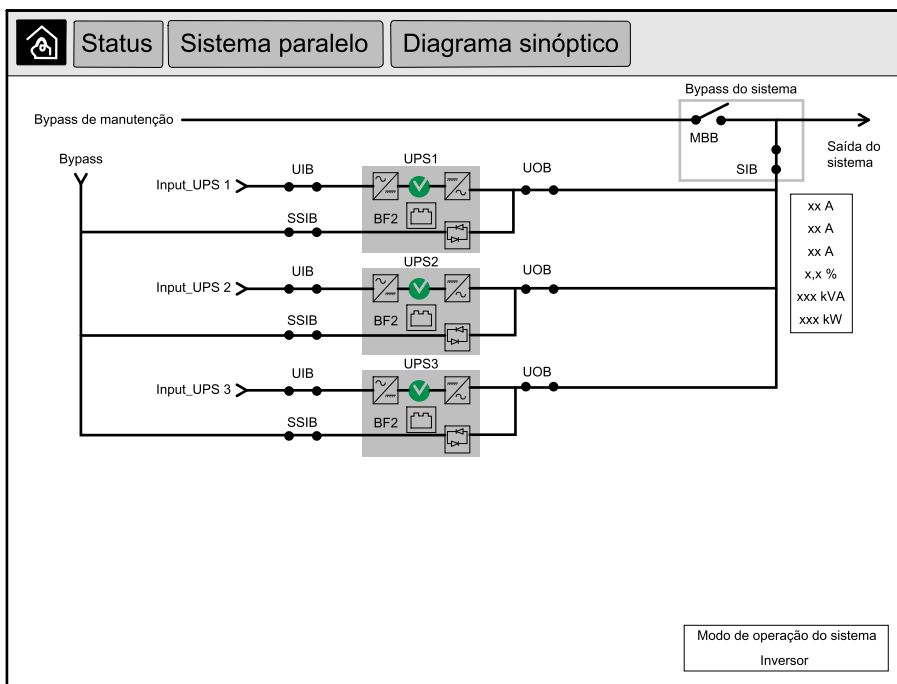 Status
Sistema paralelo
Diagrama sinóptico
Bypass do sistema
Bypass de manutenção
MBB
Saída do
sistema
SIB
Bypass
UPS1
UIB
UOB
Input_UPS 1
SSIB
BF2
xx A
xx A
xx A
x,x %
xxx kVA
xxx kW
UPS2
UIB
UOB
Input_UPS 2
SSIB
BF2
UPS3
UIB
UOB
Input_UPS 3
SSIB
BF2
Modo de operação do sistema
Inversor